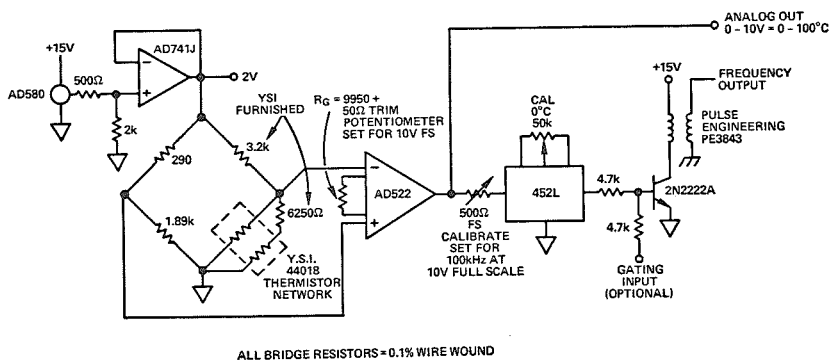 ANALOG OUT
0 – 10V = 0 – 100°C
+15V
AD741J
2V
AD580
500Ω
2k
YSI
FURNISHED
R_G = 9950 +
50Ω TRIM
POTENTIOMETER
SET FOR 10V FS
290
3.2k
1.89k
6250Ω
Y.S.I.
44018
THERMISTOR
NETWORK
–
+
–
+
AD522
500Ω
FS
CALIBRATE
SET FOR
100kHz AT
10V FULL SCALE
CAL
0°C
50k
452L
4.7k
4.7k
GATING
INPUT
(OPTIONAL)
+15V
FREQUENCY
OUTPUT
PULSE
ENGINEERING
PE3843
2N2222A
ALL BRIDGE RESISTORS = 0.1% WIRE WOUND